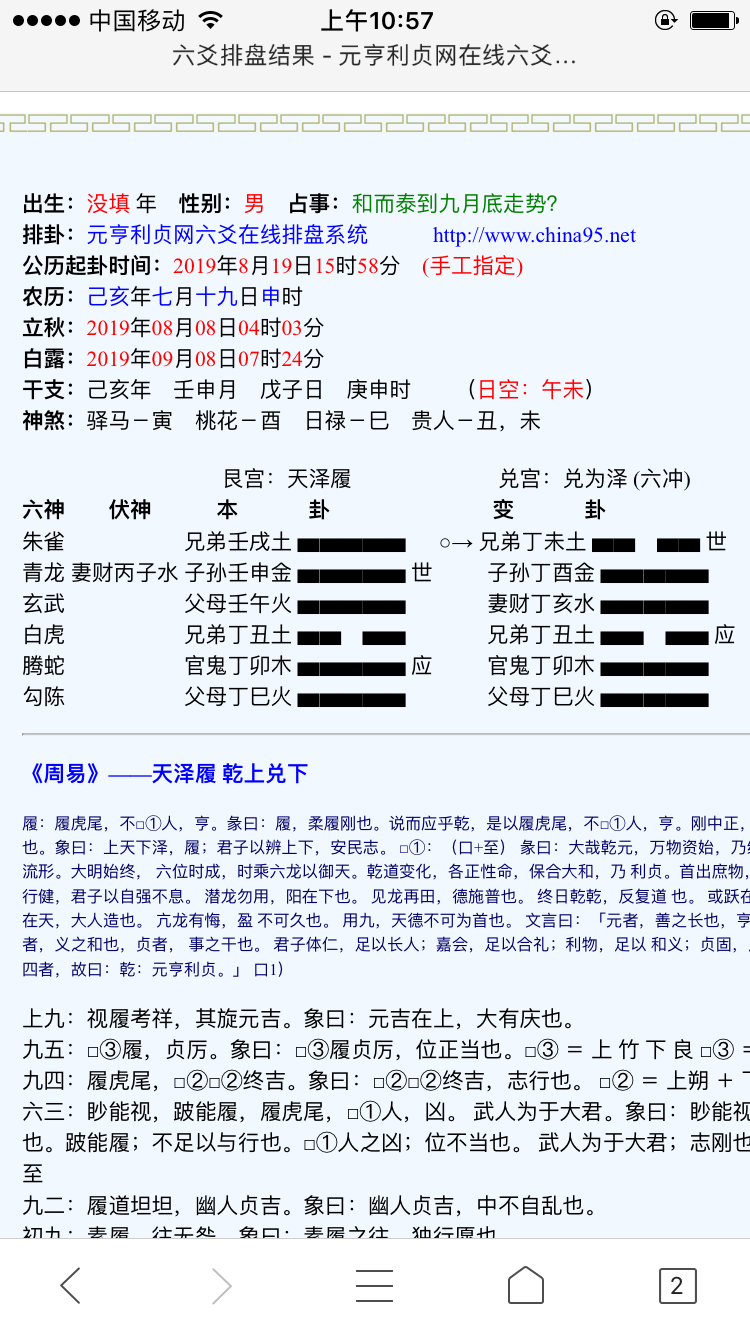 中国移动 上午10:57
六爻排盘结果 - 元亨利贞网在线六爻...
出生：没填 年 性别：男 占事：和而泰到九月底走势?
排卦：元亨利贞网六爻在线排盘系统 http://www.china95.net
公历起卦时间：2019年8月19日15时58分 (手工指定)
农历：己亥年七月十九日申时
立秋：2019年08月08日04时03分
白露：2019年09月08日07时24分
干支：己亥年 壬申月 戊子日 庚申时 （日空：午未）
神煞：驿马－寅 桃花－酉 日禄－巳 贵人－丑，未
艮宫：天泽履 兑宫：兑为泽 (六冲)
六神 伏神 本 卦 变 卦
朱雀 兄弟壬戌土 ○→ 兄弟丁未土 世
青龙 妻财丙子水 子孙壬申金 世 子孙丁酉金
玄武 父母壬午火 妻财丁亥水
白虎 兄弟丁丑土 兄弟丁丑土 应
腾蛇 官鬼丁卯木 应 官鬼丁卯木
勾陈 父母丁巳火 父母丁巳火
《周易》——天泽履 乾上兑下
履：履虎尾，不□①人，亨。彖曰：履，柔履刚也。说而应乎乾，是以履虎尾，不□①人，亨。刚中正，
也。象曰：上天下泽，履；君子以辨上下，安民志。 □①：（口+至） 彖曰：大哉乾元，万物资始，乃
流形。大明始终， 六位时成，时乘六龙以御天。乾道变化，各正性命，保合大和，乃 利贞。首出庶物，
行健，君子以自强不息。 潜龙勿用，阳在下也。 见龙再田，德施普也。 终日乾乾，反复道 也。 或跃在
在天，大人造也。 亢龙有悔，盈 不可久也。 用九，天德不可为首也。 文言曰：「元者，善之长也，亨
者，义之和也，贞者， 事之干也。 君子体仁，足以长人；嘉会，足以合礼；利物，足以 和义；贞固，
四者，故曰：乾：元亨利贞。」 口1）
上九：视履考祥，其旋元吉。象曰：元吉在上，大有庆也。
九五：□③履，贞厉。象曰：□③履贞厉，位正当也。□③ ＝ 上 竹 下 良 □③ ＝
九四：履虎尾，□②□②终吉。象曰：□②□②终吉，志行也。 □② ＝ 上朔 ＋
六三：眇能视，跛能履，履虎尾，□①人，凶。 武人为于大君。象曰：眇能视
也。跛能履；不足以与行也。□①人之凶；位不当也。 武人为于大君；志刚也
至
九二：履道坦坦，幽人贞吉。象曰：幽人贞吉，中不自乱也。
初九：素履，往无咎。象曰：素履之往，独行愿也
2